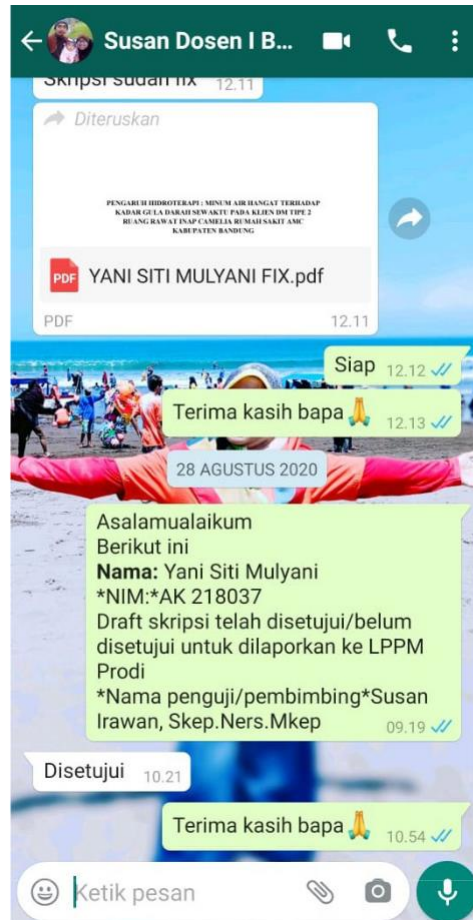 Susan Dosen I B...
Skripsi sudah fix 12.11
Diteruskan
PENGARUH HIDROTERAPI : MINUM AIR HANGAT TERHADAP
KADAR GULA DARAH SEWAKTU PADA KLIEN DM TIPE 2
RUANG RAWAT INAP CAMELIA RUMAH SAKIT AMC
KABUPATEN BANDUNG
PDF YANI SITI MULYANI FIX.pdf
PDF 12.11
Siap 12.12
Terima kasih bapa 🙏 12.13
28 AGUSTUS 2020
Asalamualaikum
Berikut ini
Nama: Yani Siti Mulyani
*NIM:*AK 218037
Draft skripsi telah disetujui/belum
disetujui untuk dilaporkan ke LPPM
Prodi
*Nama penguji/pembimbing*Susan
Irawan, Skep.Ners.Mkep 09.19
Disetujui 10.21
Terima kasih bapa 🙏 10.54
Ketik pesan